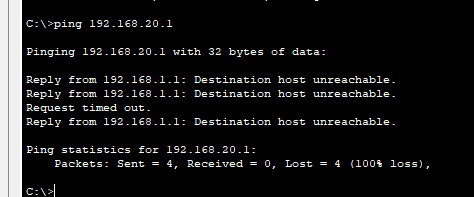 C:\>ping 192.168.20.1
Pinging 192.168.20.1 with 32 bytes of data:
Reply from 192.168.1.1: Destination host unreachable.
Reply from 192.168.1.1: Destination host unreachable.
Request timed out.
Reply from 192.168.1.1: Destination host unreachable.
Ping statistics for 192.168.20.1:
    Packets: Sent = 4, Received = 0, Lost = 4 (100% loss),
C:\>